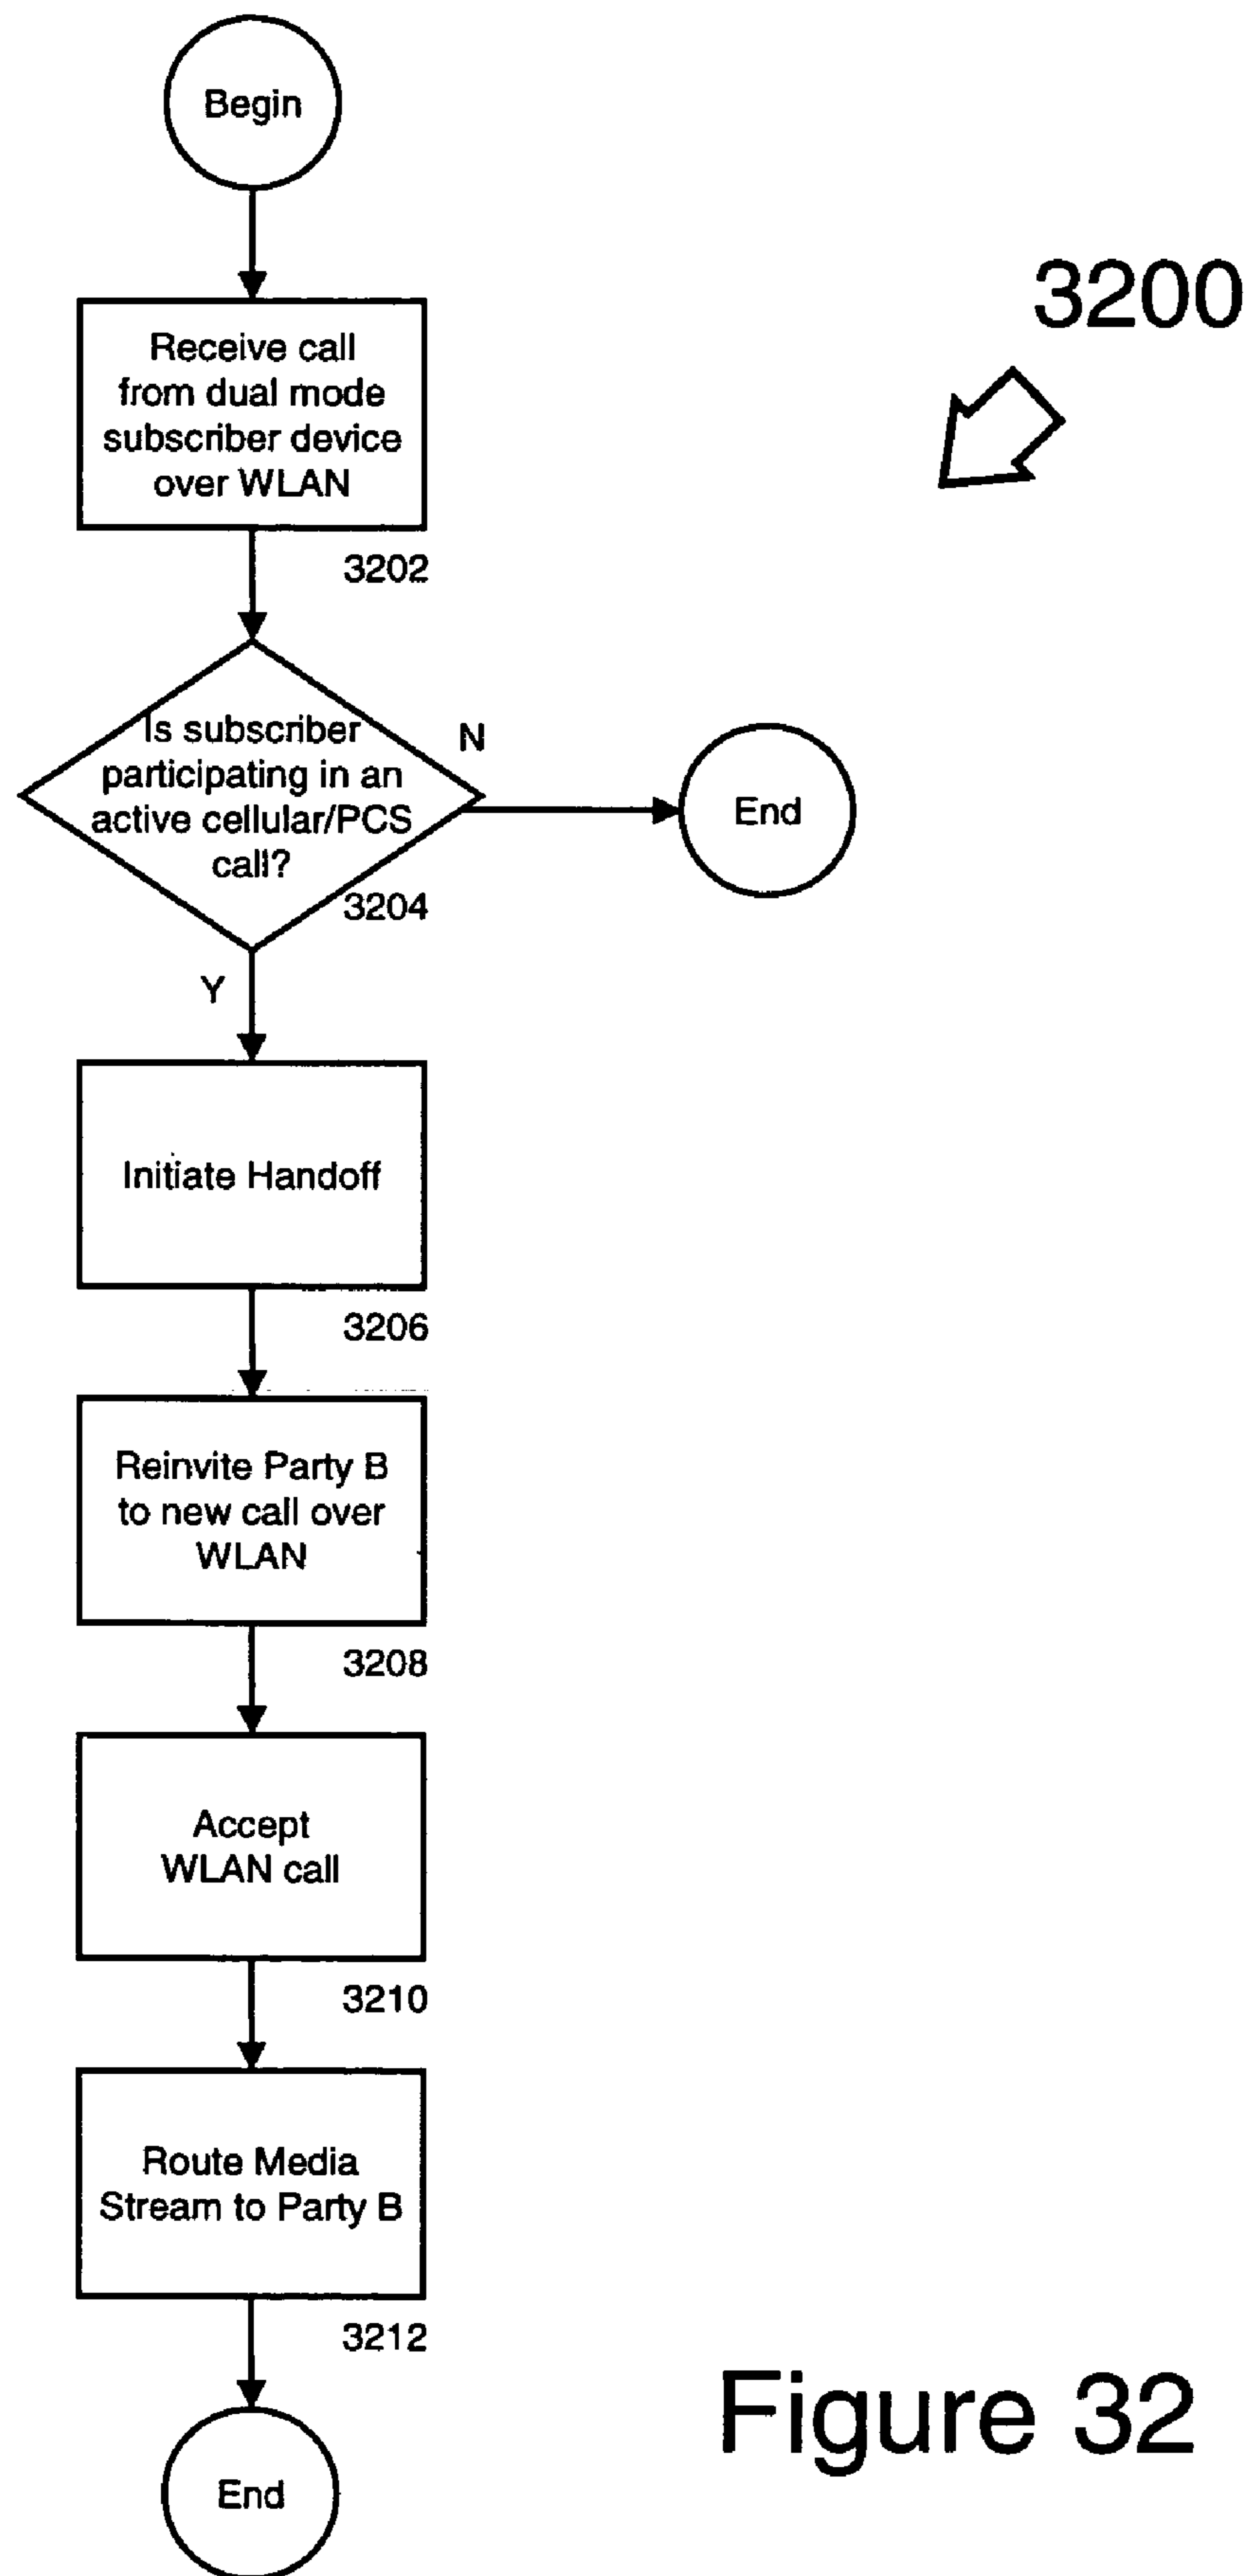 Begin
3200
Receive call
from dual mode
subscriber device
over WLAN
3202
Is subscriber
participating in an
active cellular/PCS
call?
N
End
3204
Y
Initiate Handoff
3206
Reinvite Party B
to new call over
WLAN
3208
Accept
WLAN call
3210
Route Media
Stream to Party B
3212
Figure 32
End